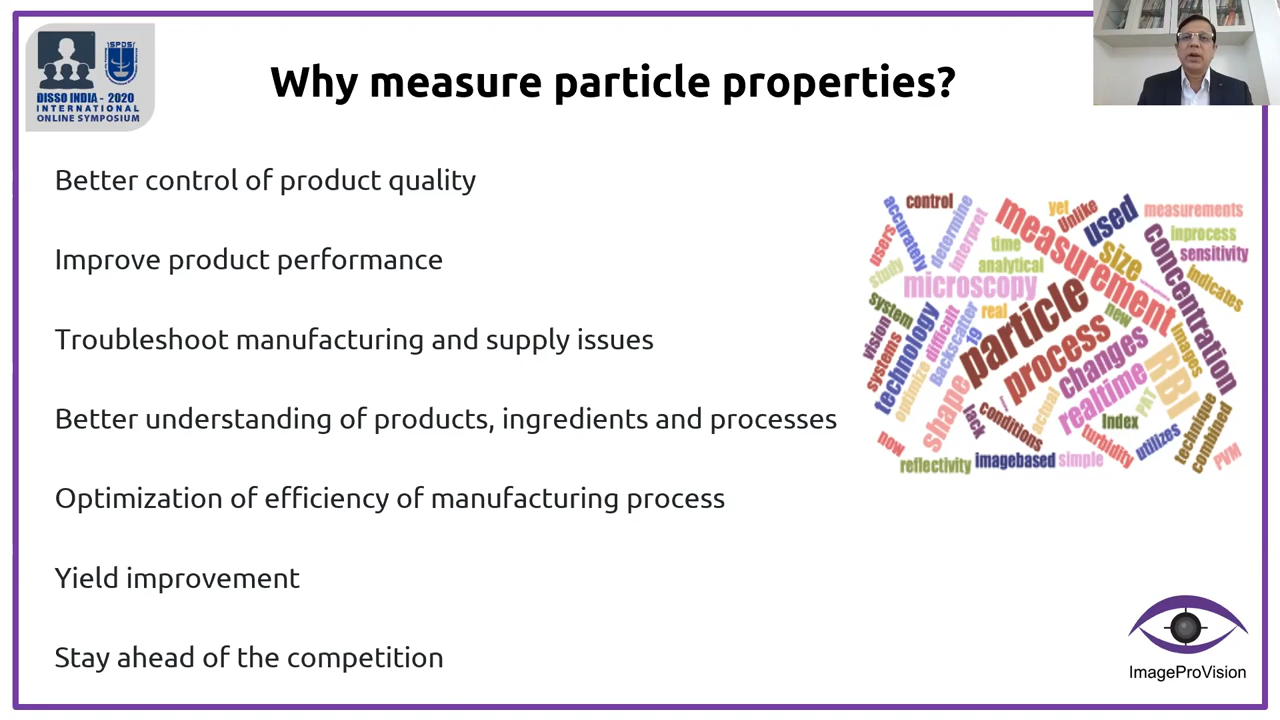 SPDS
DISSO INDIA - 2020
INTERNATIONAL
ONLINE SYMPOSIUM
Why measure particle properties?
Better control of product quality
Improve product performance
Troubleshoot manufacturing and supply issues
Better understanding of products, ingredients and processes
Optimization of efficiency of manufacturing process
Yield improvement
Stay ahead of the competition
control
accurately
determine
interpret
users
study
time
analytical
microscopy
measurement
yet
Unlike
used
size
measurements
inprocess
sensitivity
concentration
indicates
system
vision
systems
technology
difficult
Backscatter
19
optimize
real
particle
process
new
changes
realtime
images
RBI
shape
lack
conditions
actual
Index
PAT
turbidity
utilizes
technique
combined
PVM
now
reflectivity
imagebased
simple
ImageProVision